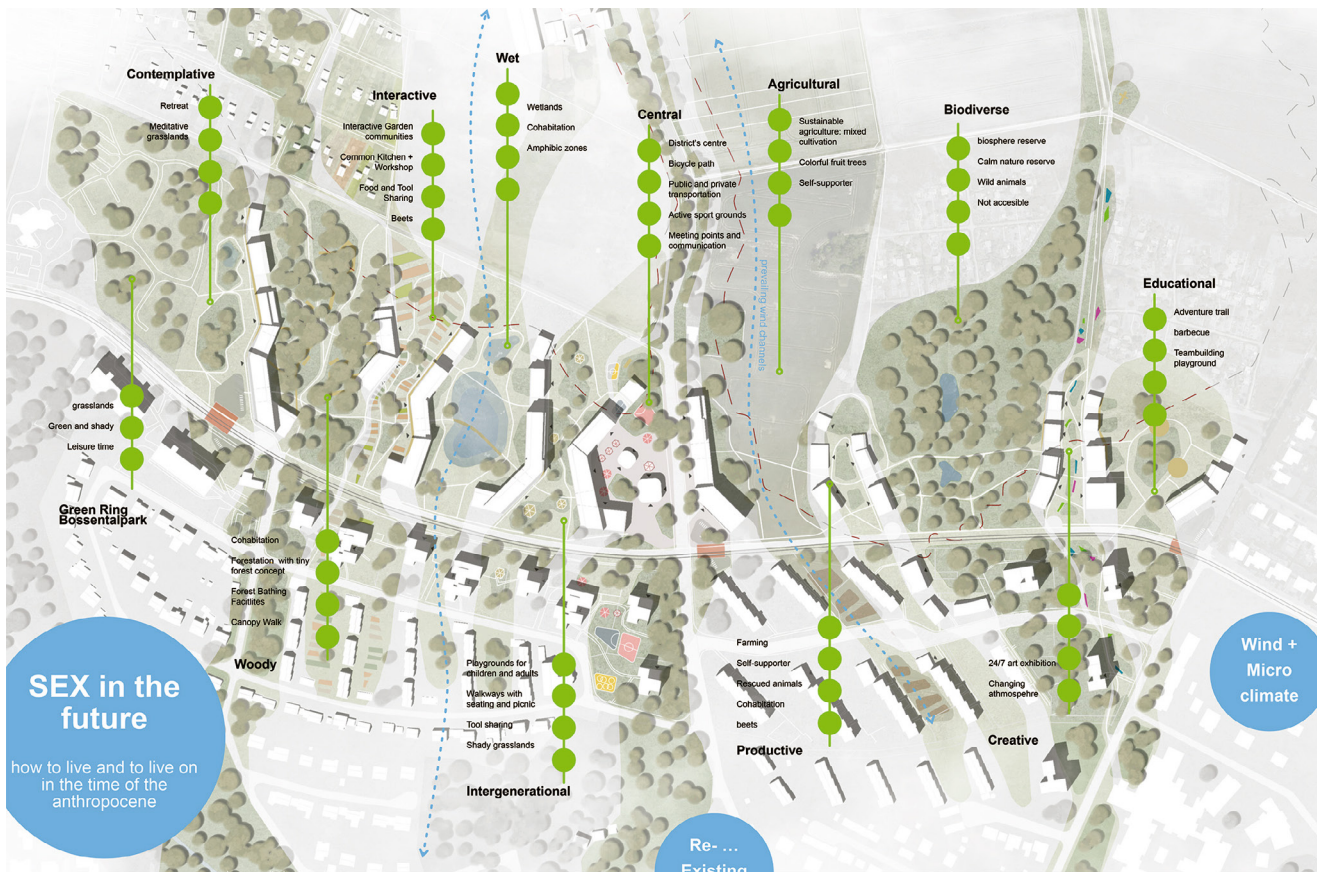 Contemplative
Retreat
Meditative
grasslands
Interactive
Interactive Garden
communities
Common Kitchen +
Workshop
Food and Tool
Sharing
Beets
Wet
Wetlands
Cohabitation
Amphibic zones
Central
District's centre
Bicycle path
Public and private
transportation
Active sport grounds
Meeting points and
communication
Agricultural
Sustainable
agriculture: mixed
cultivation
Colorful fruit trees
Self-supporter
prevailing wind channels
Biodiverse
biosphere reserve
Calm nature reserve
Wild animals
Not accesible
Educational
Adventure trail
barbecue
Teambuilding
playground
grasslands
Green and shady
Leisure time
Green Ring
Bossentalpark
Cohabitation
Forestation with tiny
forest concept
Forest Bathing
Facitlites
Canopy Walk
Woody
Playgrounds for
children and adults
Walkways with
seating and picnic
Tool sharing
Shady grasslands
Intergenerational
Farming
Self-supporter
Rescued animals
Cohabitation
beets
Productive
24/7 art exhibition
Changing
athmospehre
Creative
SEX in the
future
how to live and to live on
in the time of the
anthropocene
Wind +
Micro
climate
Re- ...
Existing